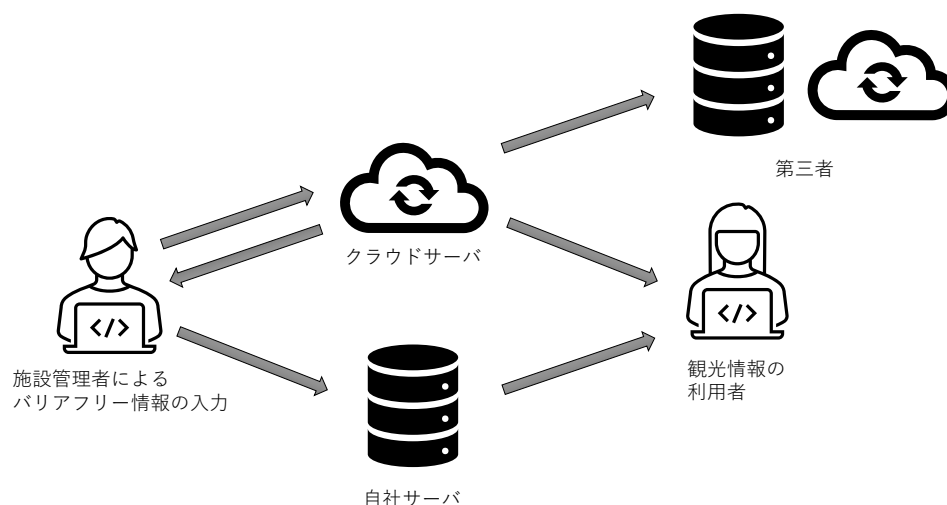 第三者
クラウドサーバ
</>
</>
施設管理者による
バリアフリー情報の入力
観光情報の
利用者
自社サーバ